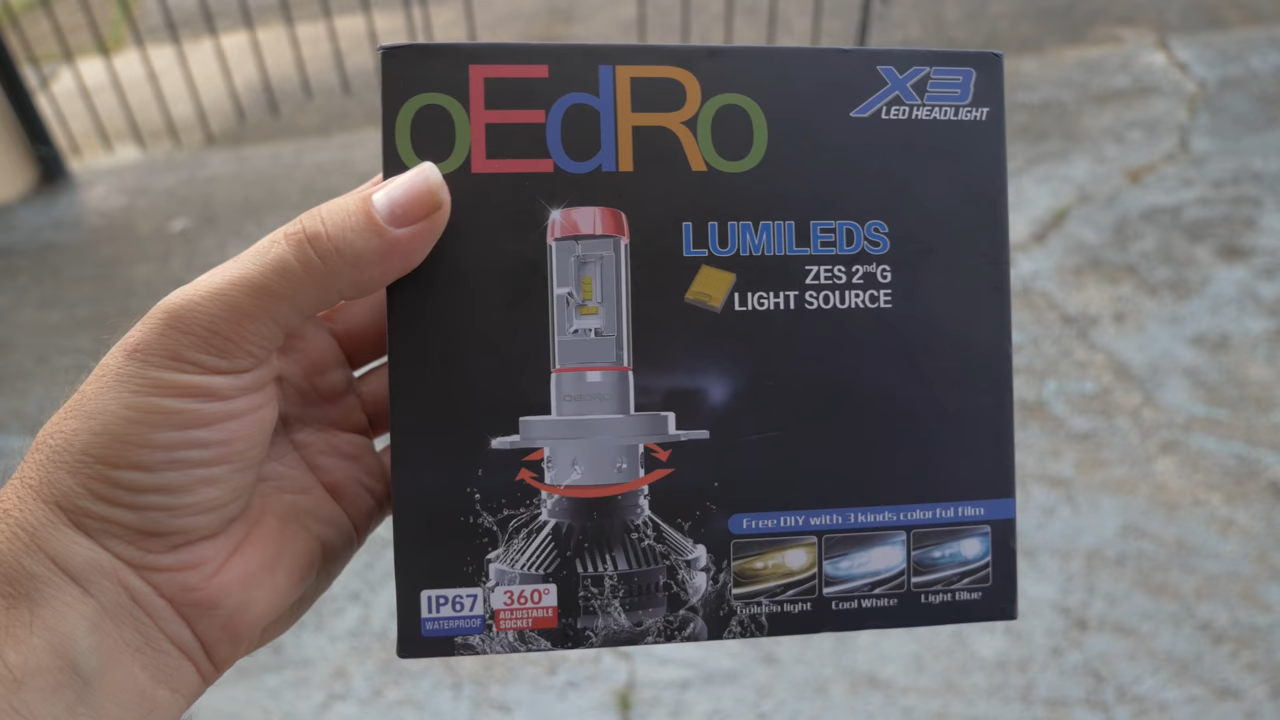 oEdRo
X3
LED HEADLIGHT
LUMILEDS
ZES 2ndG
LIGHT SOURCE
OEDRO
Free DIY with 3 kinds colorful film
Golden light
Cool White
Light Blue
IP67
WATERPROOF
360°
ADJUSTABLE
SOCKET